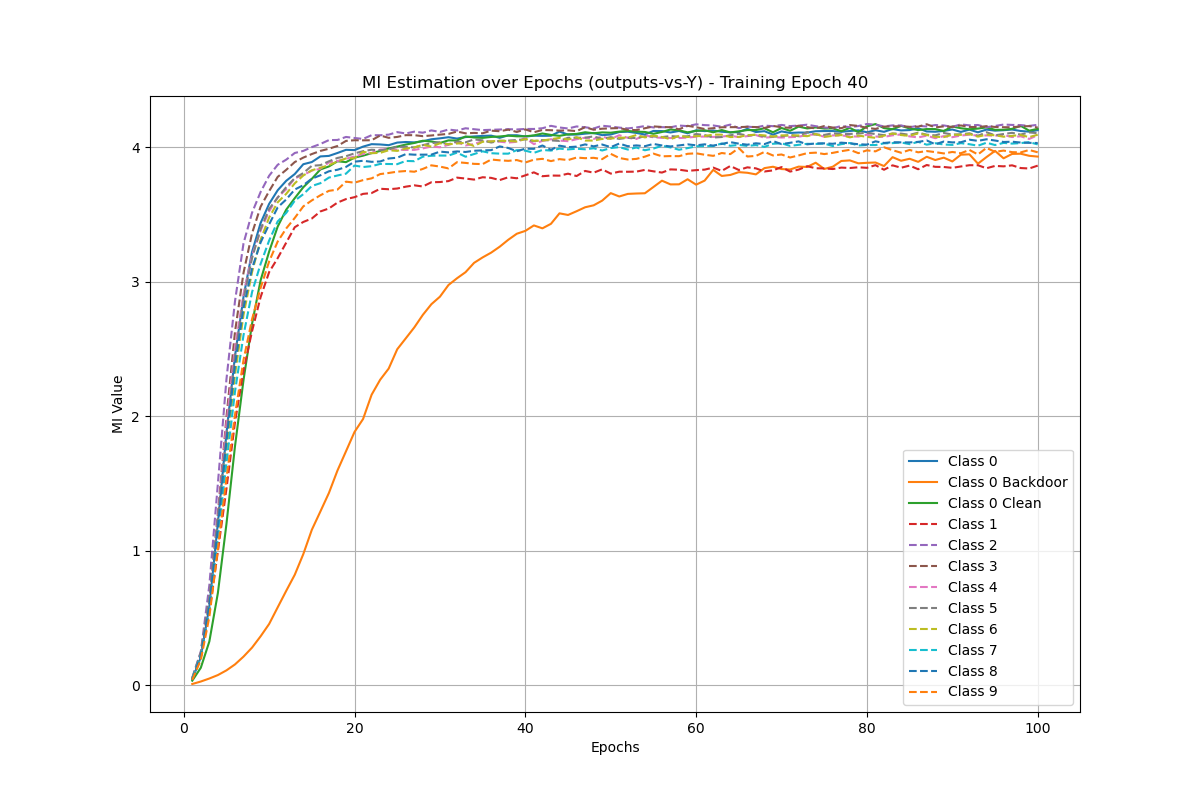 MI Estimation over Epochs (outputs-vs-Y) - Training Epoch 40
MI Value
4
3
2
1
0
0 20 40 60 80 100
Epochs
Class 0
Class 0 Backdoor
Class 0 Clean
Class 1
Class 2
Class 3
Class 4
Class 5
Class 6
Class 7
Class 8
Class 9